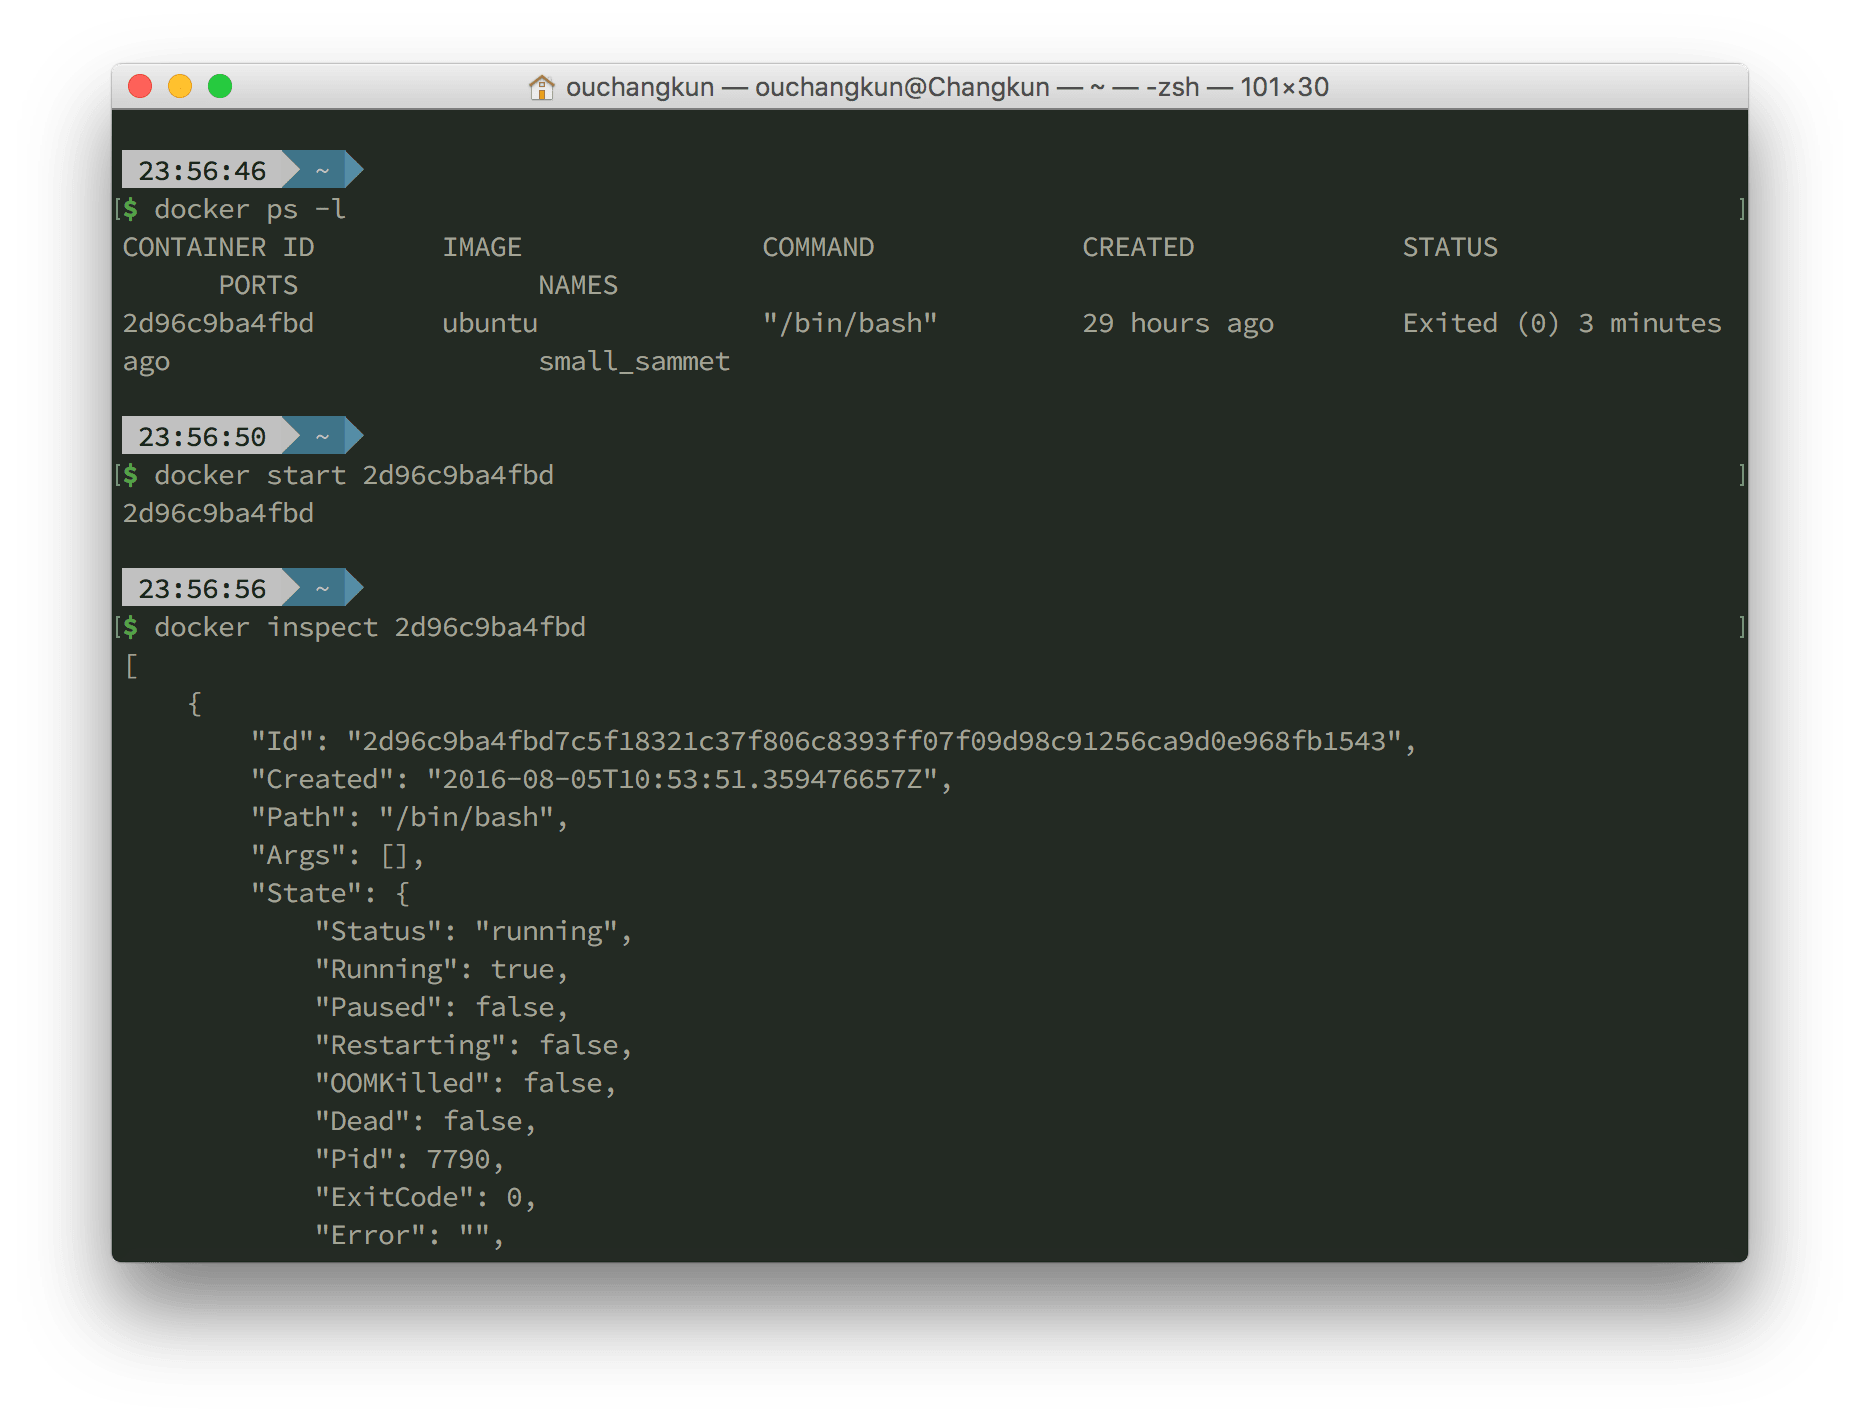 ouchangkun — ouchangkun@Changkun — ~ — -zsh — 101×30
23:56:46 ~
[$ docker ps -l ]
CONTAINER ID        IMAGE               COMMAND             CREATED             STATUS
      PORTS               NAMES
2d96c9ba4fbd        ubuntu              "/bin/bash"         29 hours ago        Exited (0) 3 minutes
ago                       small_sammet
23:56:50 ~
[$ docker start 2d96c9ba4fbd ]
2d96c9ba4fbd
23:56:56 ~
[$ docker inspect 2d96c9ba4fbd ]
[
    {
        "Id": "2d96c9ba4fbd7c5f18321c37f806c8393ff07f09d98c91256ca9d0e968fb1543",
        "Created": "2016-08-05T10:53:51.359476657Z",
        "Path": "/bin/bash",
        "Args": [],
        "State": {
            "Status": "running",
            "Running": true,
            "Paused": false,
            "Restarting": false,
            "OOMKilled": false,
            "Dead": false,
            "Pid": 7790,
            "ExitCode": 0,
            "Error": "",